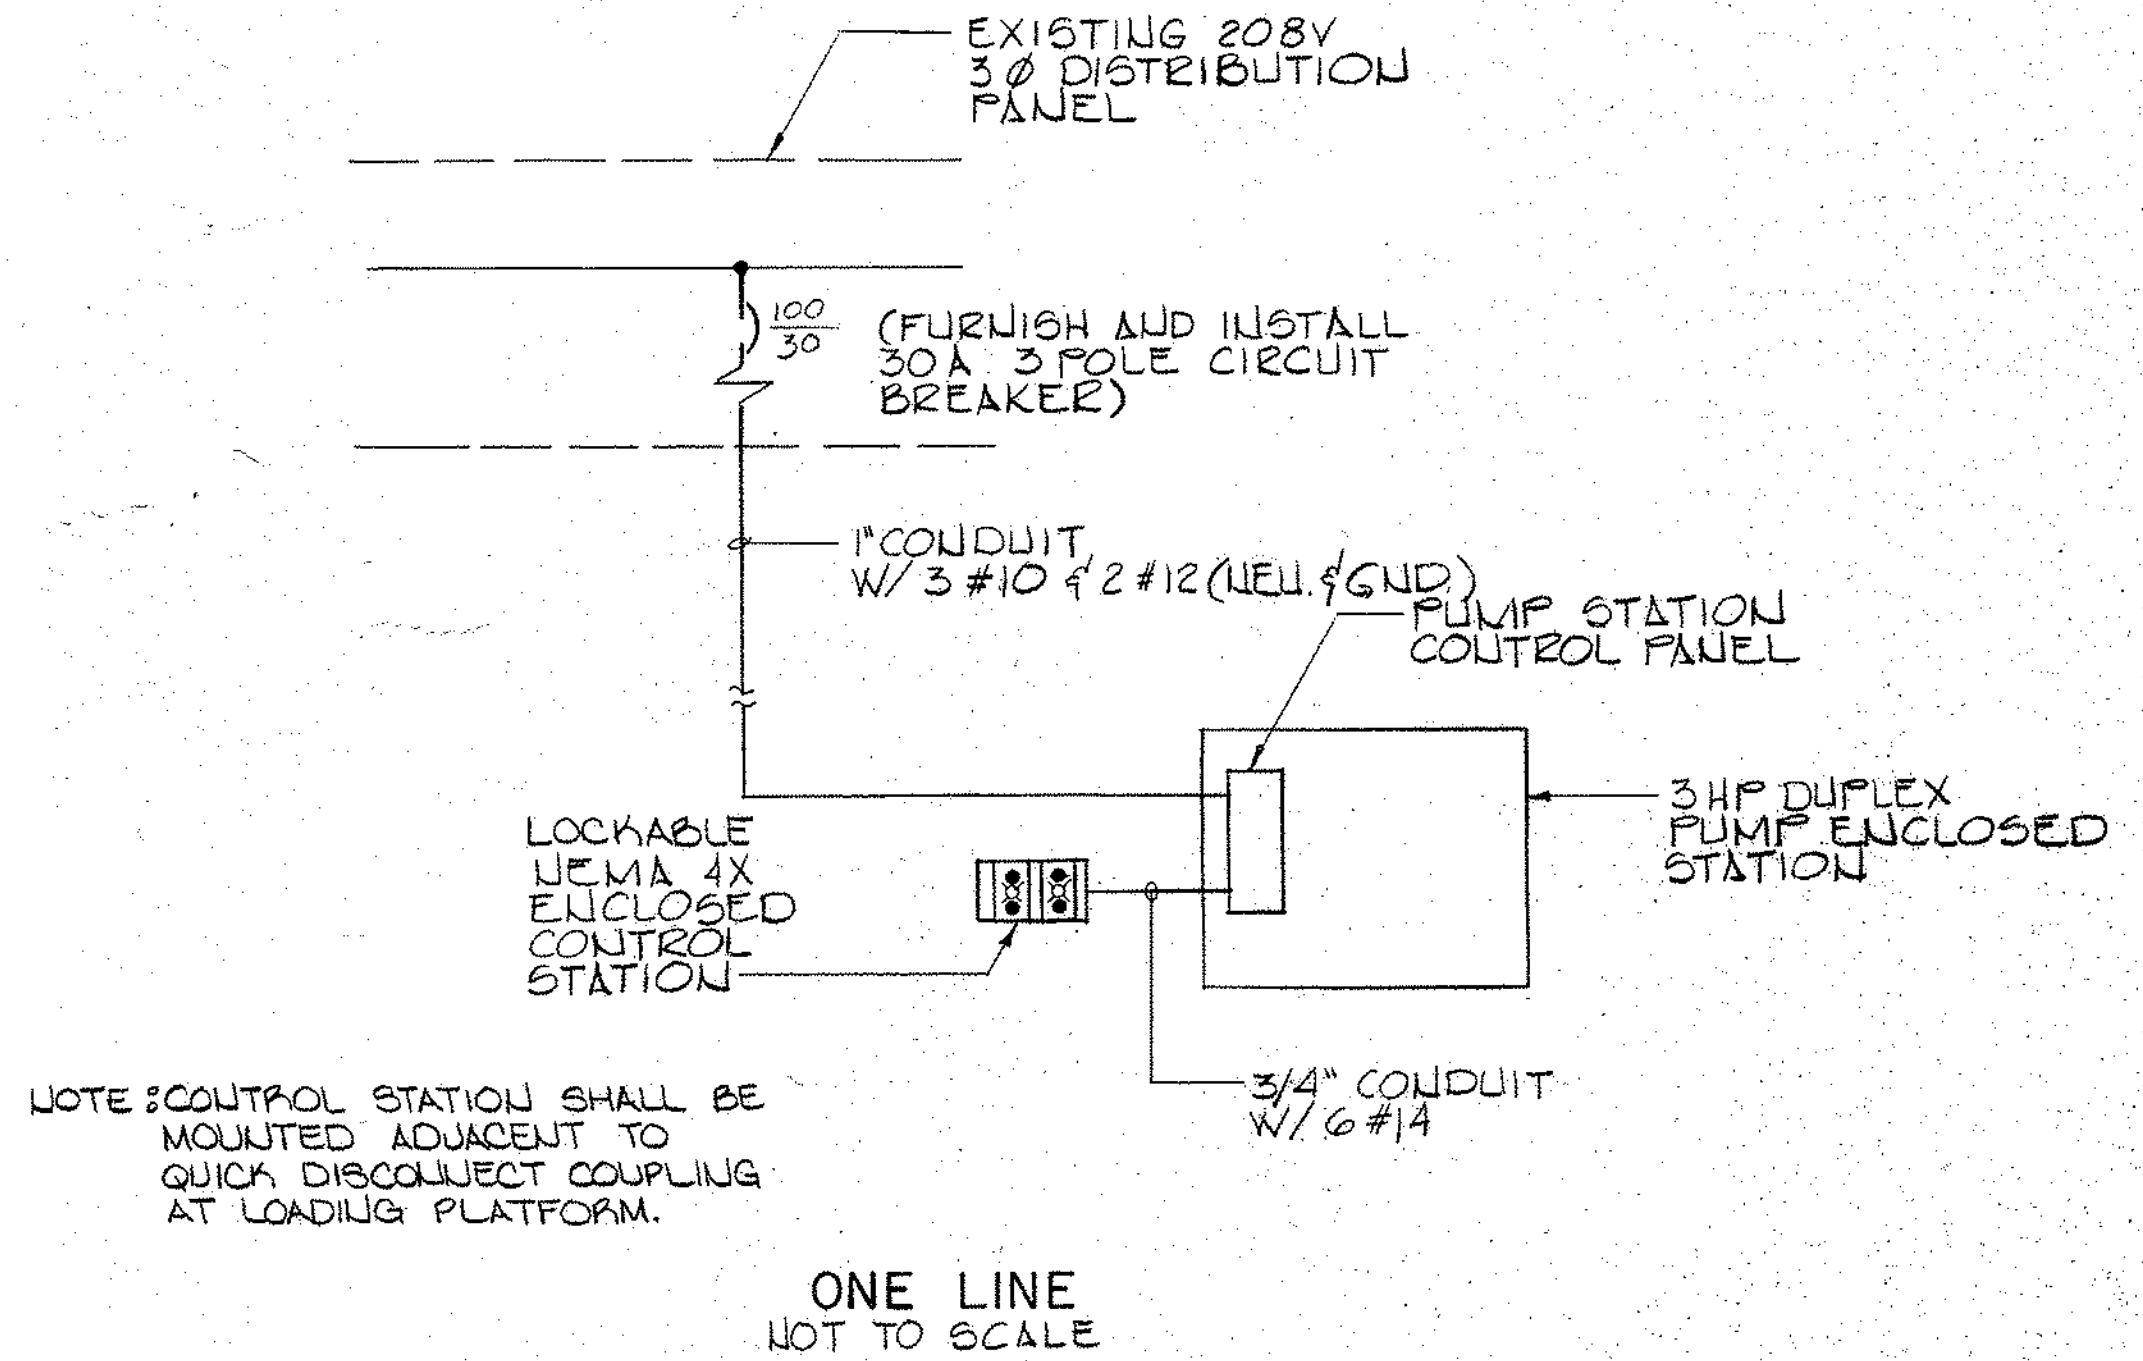 EXISTING 208V
3 Ø DISTRIBUTION
PANEL
100
30
(FURNISH AND INSTALL
30 A 3 POLE CIRCUIT
BREAKER)
1" CONDUIT
W/ 3 #10 & 2 #12 (NEU. & GND.)
PUMP STATION
CONTROL PANEL
3 HP DUPLEX
PUMP ENCLOSED
STATION
LOCKABLE
NEMA 4X
ENCLOSED
CONTROL
STATION
3/4" CONDUIT
W/ 6 #14
NOTE: CONTROL STATION SHALL BE
MOUNTED ADJACENT TO
QUICK DISCONNECT COUPLING
AT LOADING PLATFORM.
ONE LINE
NOT TO SCALE